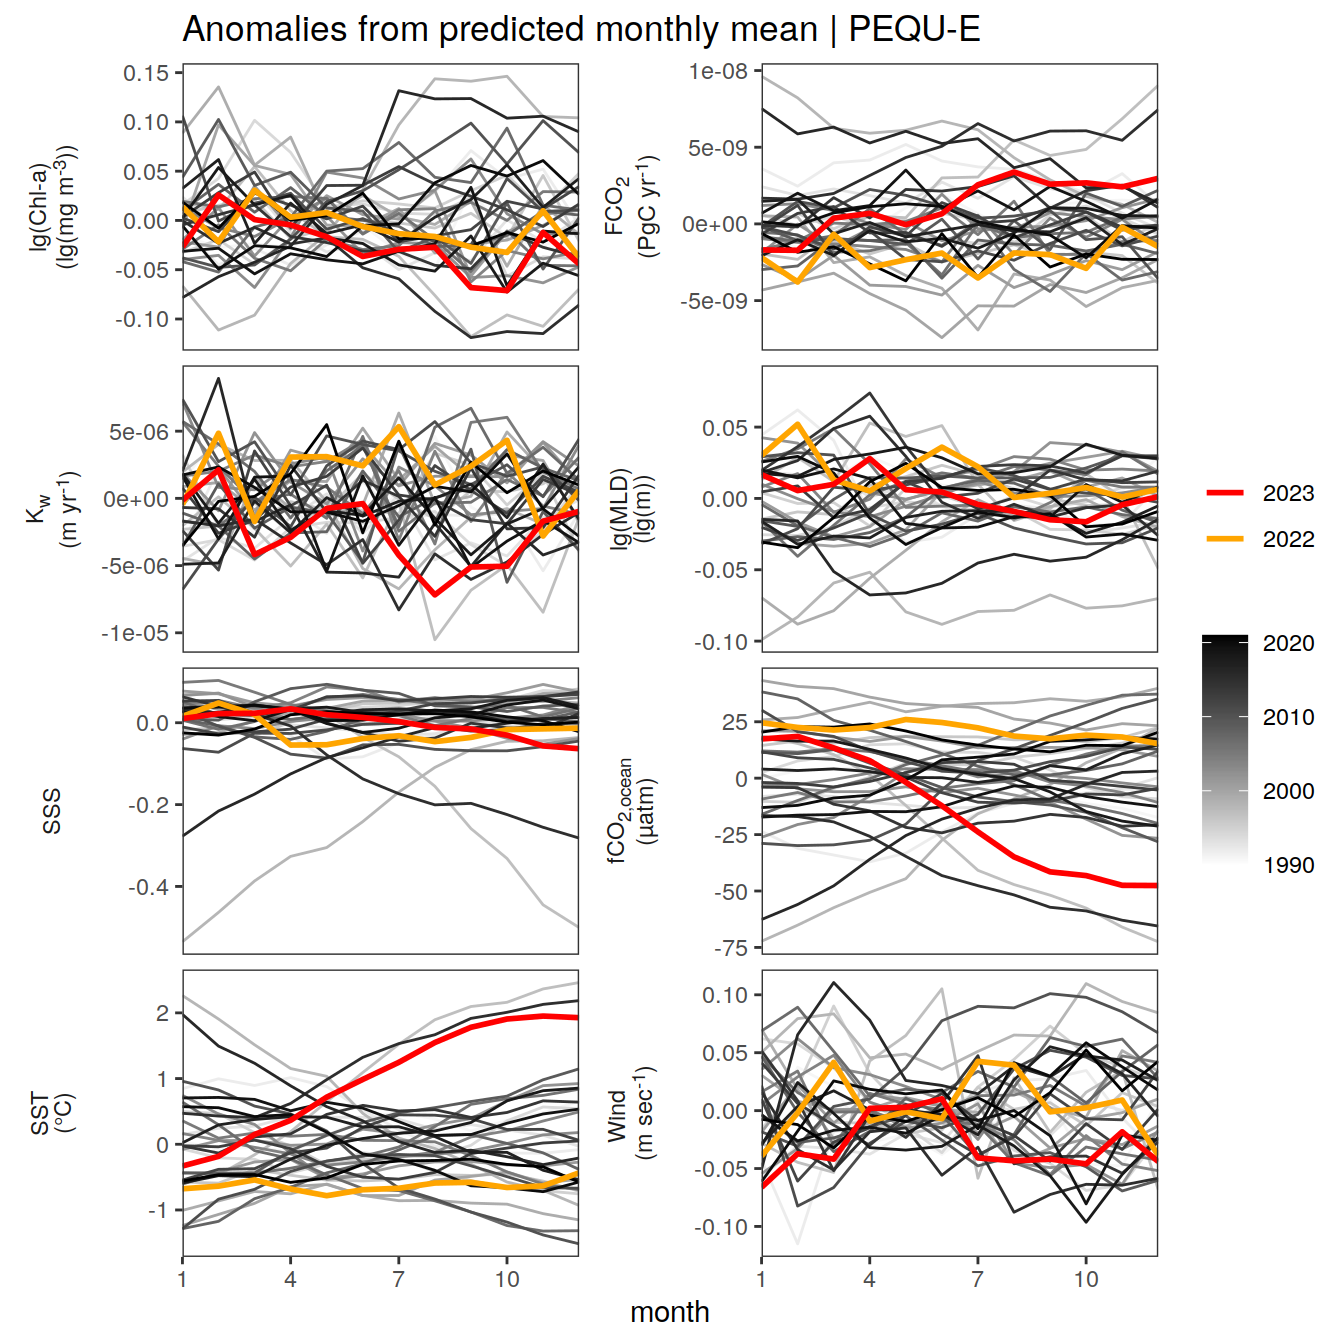 Anomalies from predicted monthly mean | PEQU-E
lg(Chl-a)
(lg(mg m⁻³))
0.15
0.10
0.05
0.00
-0.05
-0.10
FCO₂
(PgC yr⁻¹)
1e-08
5e-09
0e+00
-5e-09
K_w
(m yr⁻¹)
5e-06
0e+00
-5e-06
-1e-05
lg(MLD)
(lg(m))
0.05
0.00
-0.05
-0.10
SSS
0.0
-0.2
-0.4
fCO₂,ocean
(µatm)
25
0
-25
-50
-75
SST
(°C)
2
1
0
-1
Wind
(m sec⁻¹)
0.10
0.05
0.00
-0.05
-0.10
1 4 7 10
1 4 7 10
month
2023
2022
2020
2010
2000
1990